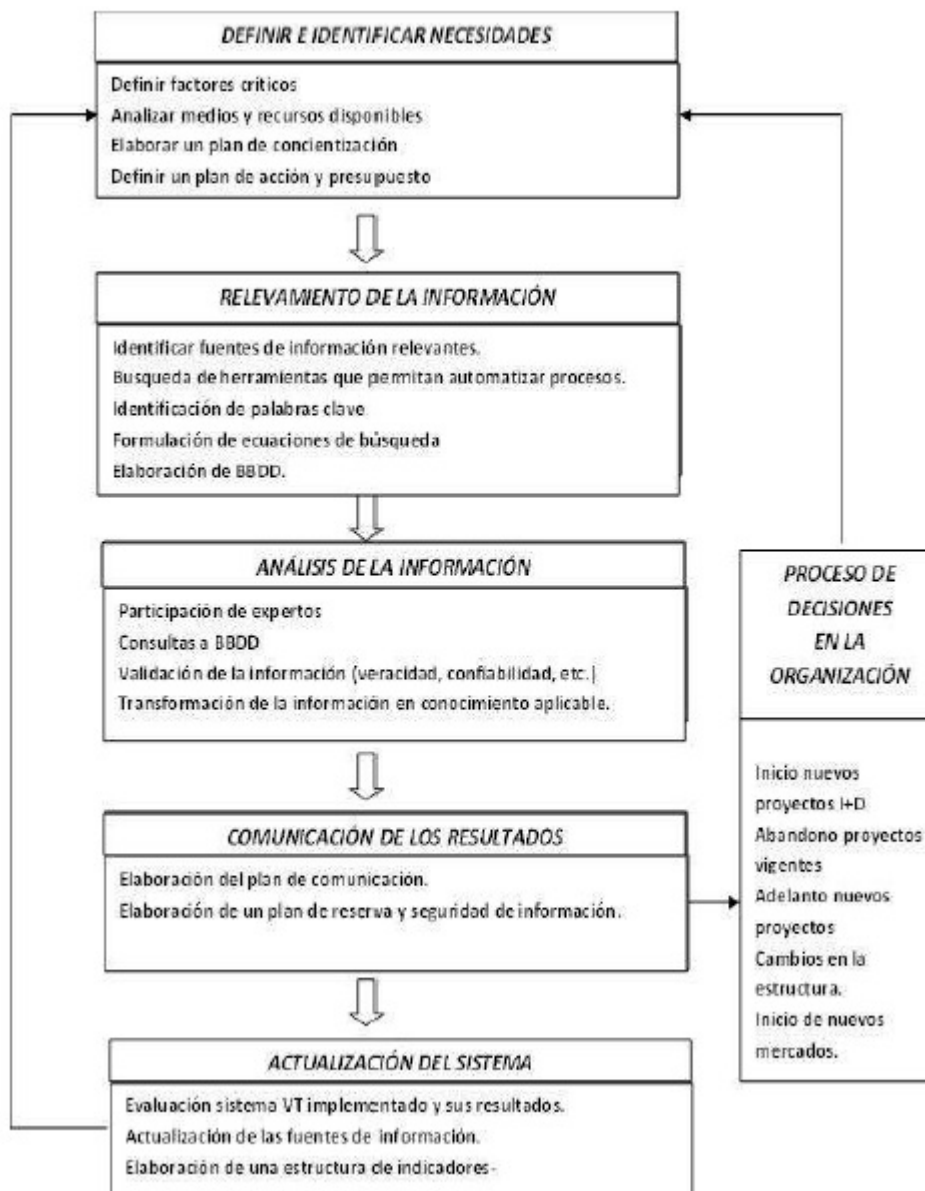 DEFINIR E IDENTIFICAR NECESIDADES
Definir factores críticos
Analizar medios y recursos disponibles
Elaborar un plan de concientización
Definir un plan de acción y presupuesto
RELEVAMIENTO DE LA INFORMACIÓN
Identificar fuentes de información relevantes.
Busqueda de herramientas que permitan automatizar procesos.
Identificación de palabras clave
Formulación de ecuaciones de búsqueda
Elaboración de BBDD.
ANÁLISIS DE LA INFORMACIÓN
Participación de expertos
Consultas a BBDD
Validación de la información (veracidad, confiabilidad, etc.)
Transformación de la información en conocimiento aplicable.
COMUNICACIÓN DE LOS RESULTADOS
Elaboración del plan de comunicación.
Elaboración de un plan de reserva y seguridad de información.
ACTUALIZACIÓN DEL SISTEMA
Evaluación sistema VT implementado y sus resultados.
Actualización de las fuentes de información.
Elaboración de una estructura de indicadores-
PROCESO DE
DECISIONES
EN LA
ORGANIZACIÓN
Inicio nuevos
proyectos I+D
Abandono proyectos
vigentes
Adelanto nuevos
proyectos
Cambios en la
estructura.
Inicio de nuevos
mercados.